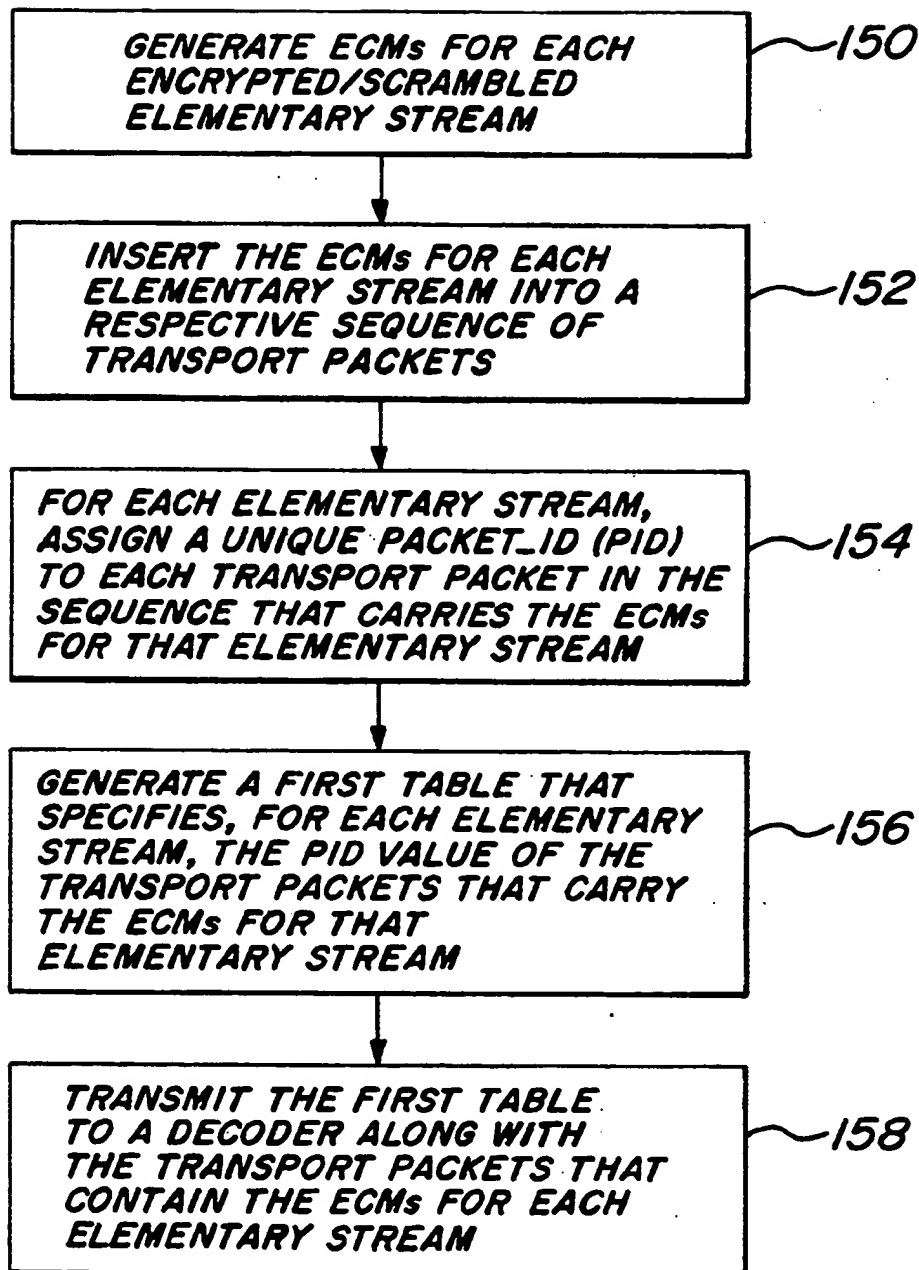 GENERATE ECMs FOR EACH
ENCRYPTED/SCRAMBLED
ELEMENTARY STREAM
150
INSERT THE ECMs FOR EACH
ELEMENTARY STREAM INTO A
RESPECTIVE SEQUENCE OF
TRANSPORT PACKETS
152
FOR EACH ELEMENTARY STREAM,
ASSIGN A UNIQUE PACKET_ID (PID)
TO EACH TRANSPORT PACKET IN THE
SEQUENCE THAT CARRIES THE ECMs
FOR THAT ELEMENTARY STREAM
154
GENERATE A FIRST TABLE THAT
SPECIFIES, FOR EACH ELEMENTARY
STREAM, THE PID VALUE OF THE
TRANSPORT PACKETS THAT CARRY
THE ECMs FOR THAT
ELEMENTARY STREAM
156
TRANSMIT THE FIRST TABLE
TO A DECODER ALONG WITH
THE TRANSPORT PACKETS THAT
CONTAIN THE ECMs FOR EACH
ELEMENTARY STREAM
158